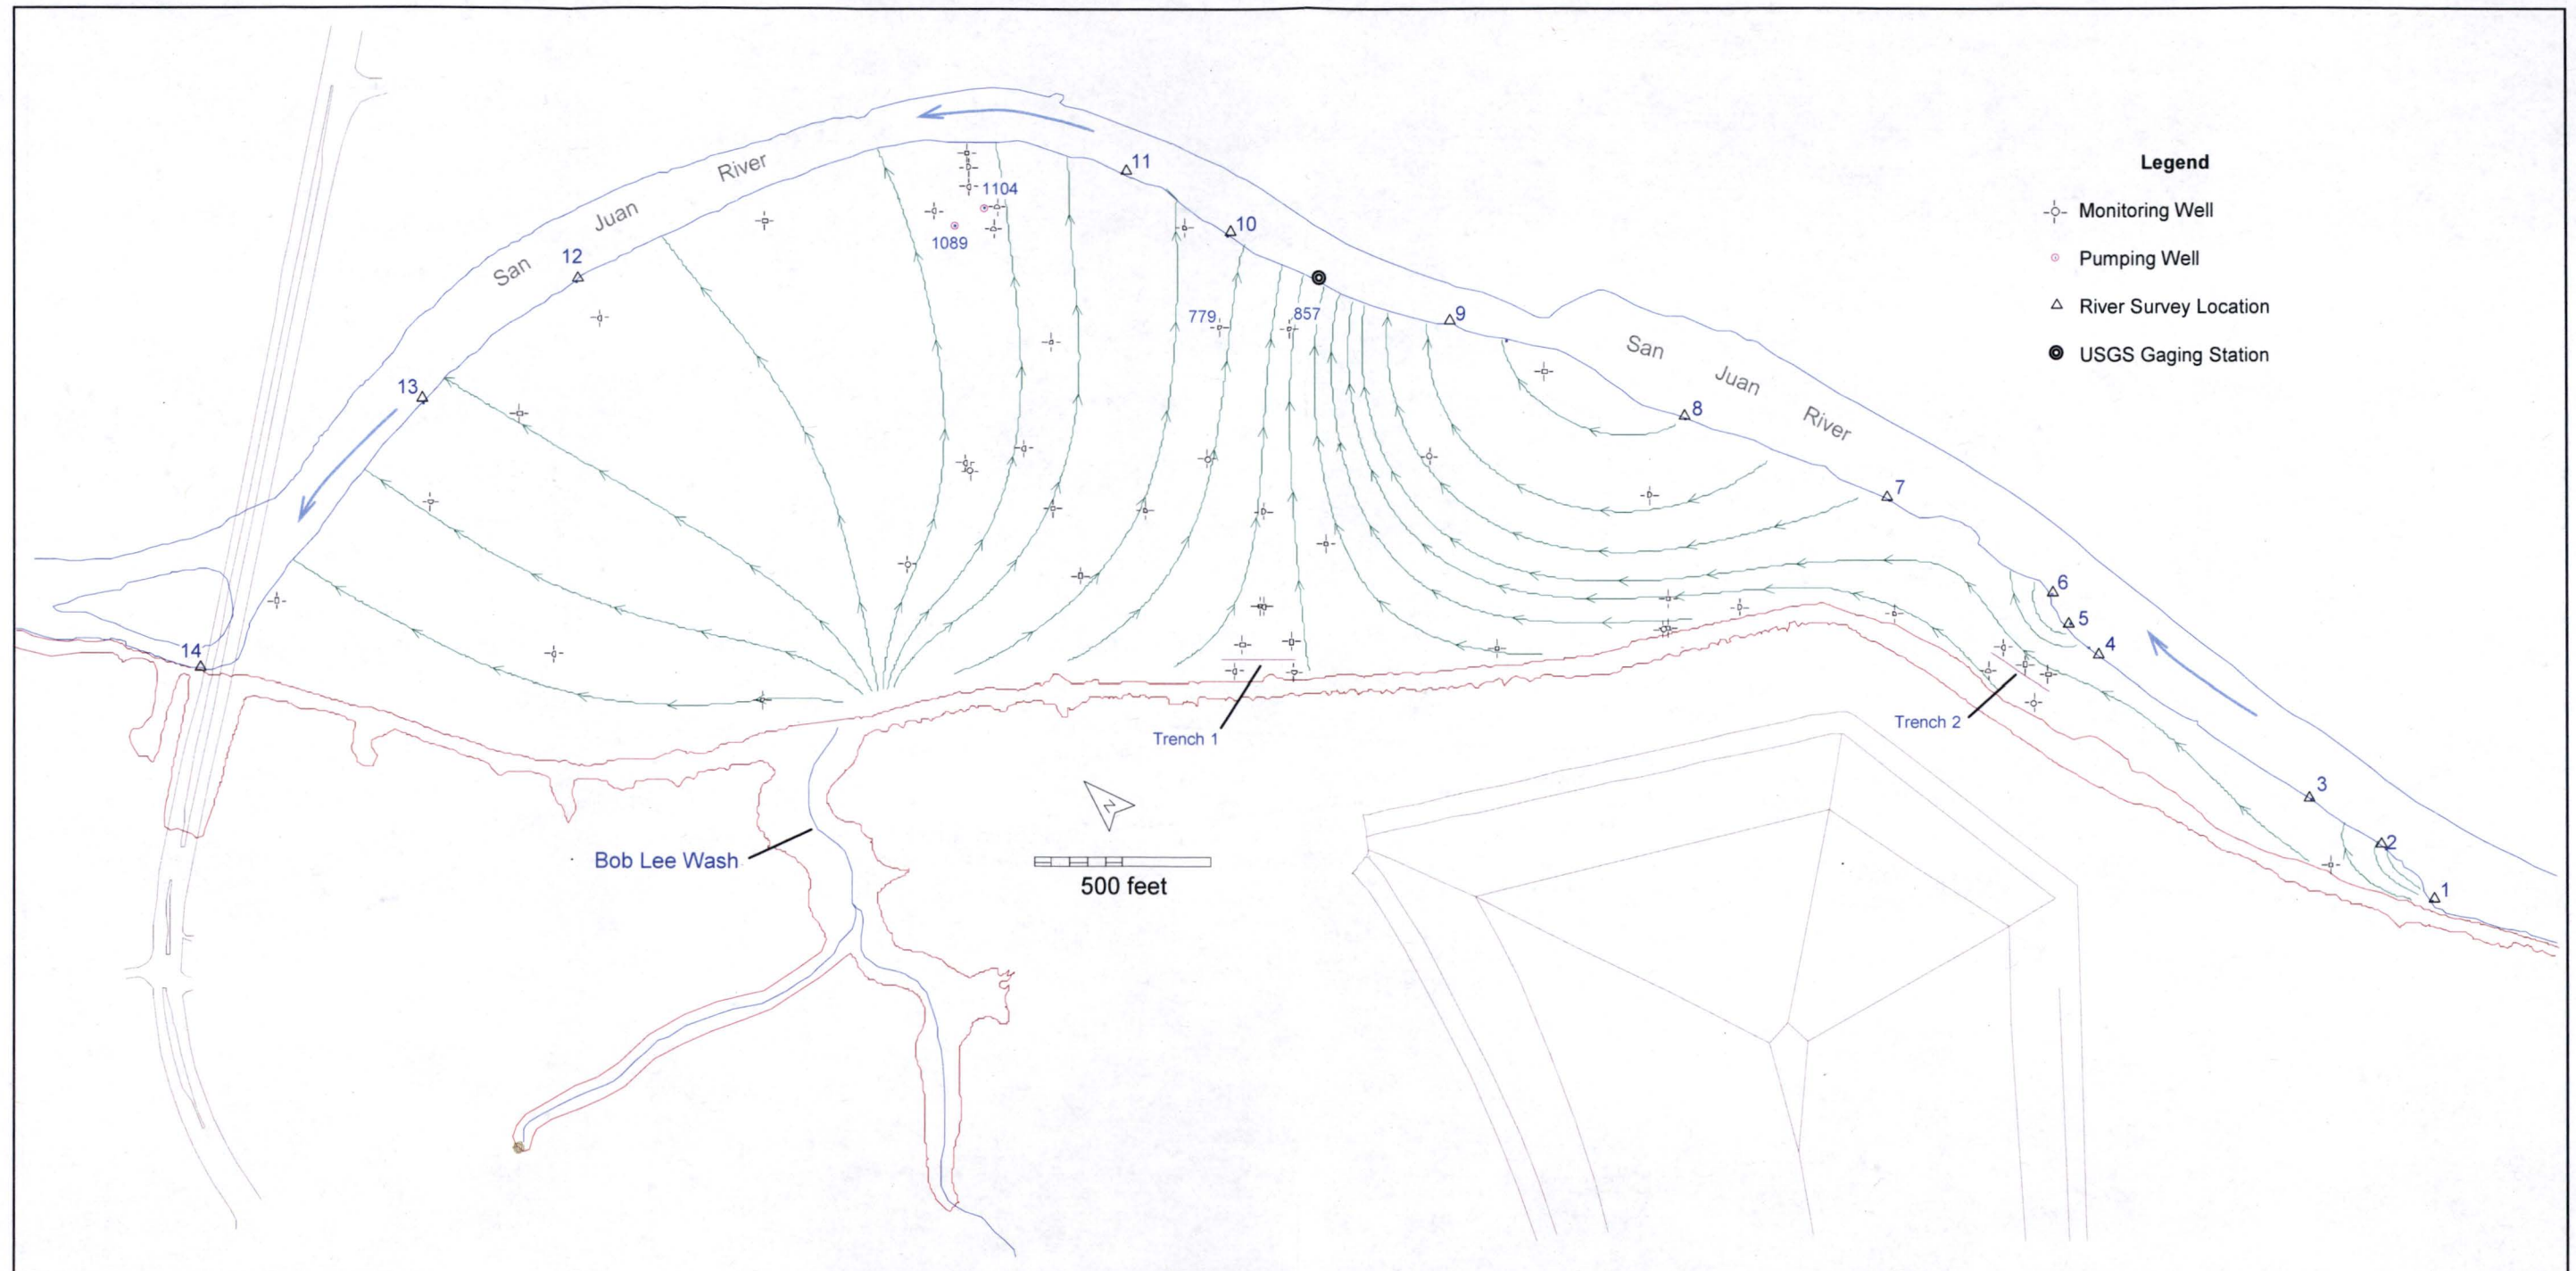 Legend
Monitoring Well
Pumping Well
River Survey Location
USGS Gaging Station
San Juan River
San Juan River
11
1104
10
1089
12
9
779
857
13
8
7
6
5
4
14
Trench 1
Trench 2
3
2
1
N
Bob Lee Wash
500 feet